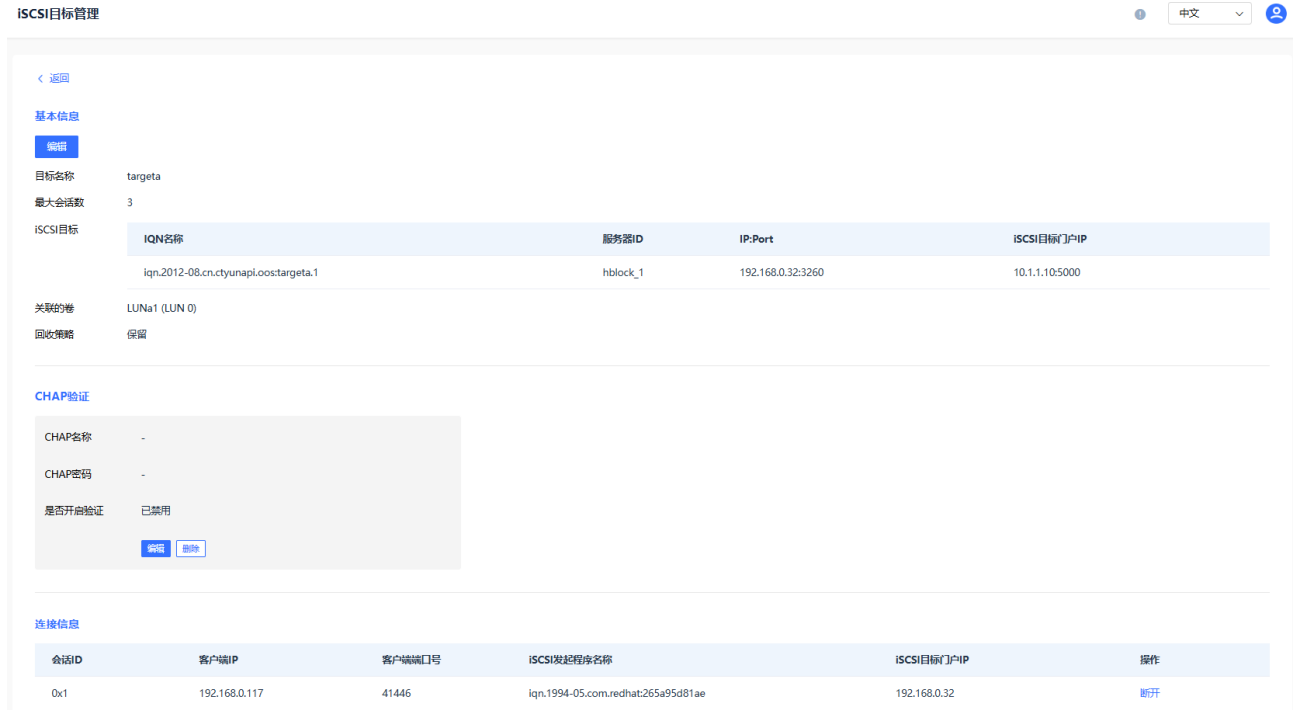 iSCSI目标管理
中文
返回
基本信息
编辑
目标名称 targeta
最大会话数 3
iSCSI目标 IQN名称 服务器ID IP:Port iSCSI目标门户IP
iqn.2012-08.cn.ctyunapi.oos:targeta.1 hblock_1 192.168.0.32:3260 10.1.1.10:5000
关联的卷 LUNa1 (LUN 0)
回收策略 保留
CHAP验证
CHAP名称 -
CHAP密码 -
是否开启验证 已禁用
编辑 删除
连接信息
会话ID 客户端IP 客户端端口号 iSCSI发起程序名称 iSCSI目标门户IP 操作
0x1 192.168.0.117 41446 iqn.1994-05.com.redhat:265a95d81ae 192.168.0.32 断开